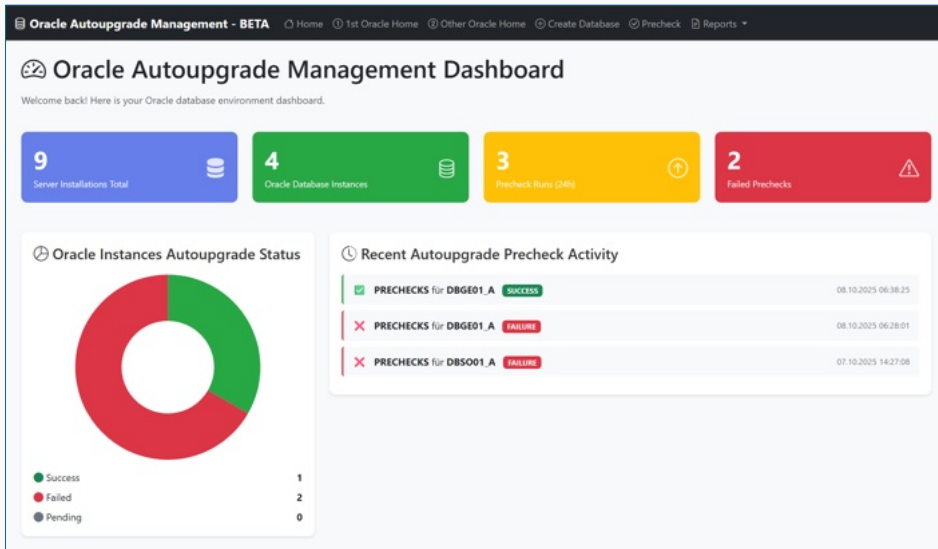 Oracle Autoupgrade Management - BETA Home 1 1st Oracle Home 2 Other Oracle Home Create Database Precheck Reports
Oracle Autoupgrade Management Dashboard
Welcome back! Here is your Oracle database environment dashboard.
9
Server Installations Total
4
Oracle Database Instances
3
Precheck Runs (24h)
2
Failed Prechecks
Oracle Instances Autoupgrade Status
Success 1
Failed 2
Pending 0
Recent Autoupgrade Precheck Activity
PRECHECKS für DBGE01_A SUCCESS 08.10.2025 06:38:25
PRECHECKS für DBGE01_A FAILURE 08.10.2025 06:28:01
PRECHECKS für DBSO01_A FAILURE 07.10.2025 14:27:08